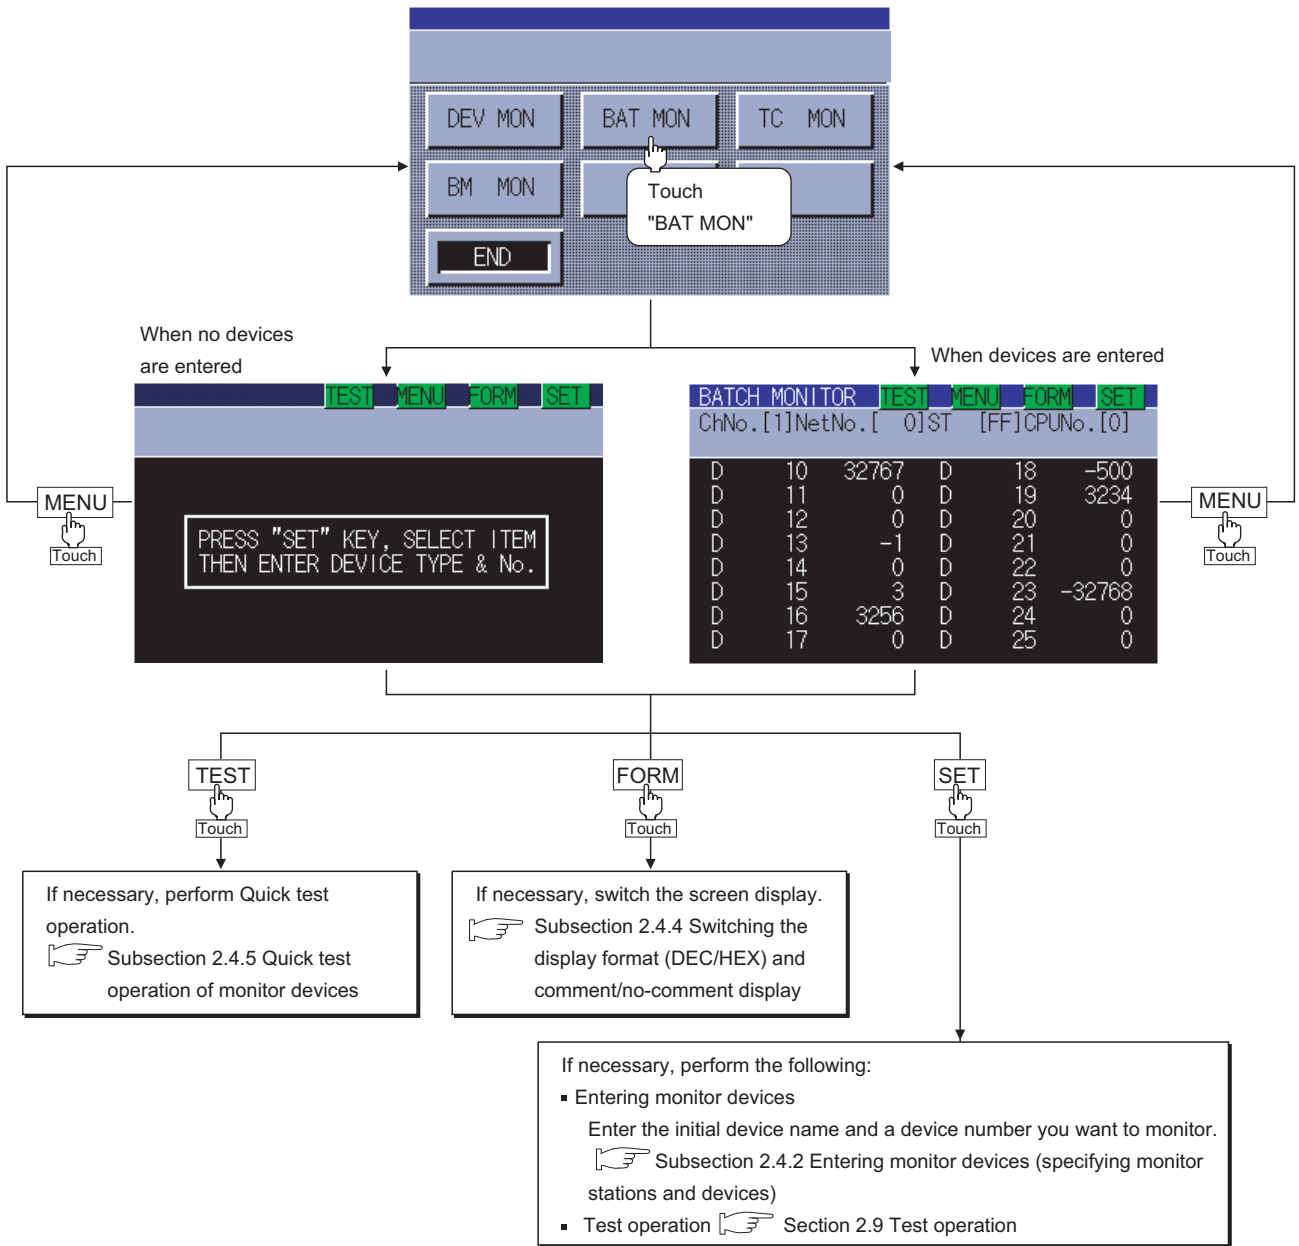 DEV MON BAT MON TC MON
BM MON
Touch
"BAT MON"
END
When no devices
are entered
When devices are entered
TEST MENU FORM SET
BATCH MONITOR TEST MENU FORM SET
ChNo.[1]NetNo.[ 0]ST [FF]CPUNo.[0]
PRESS "SET" KEY, SELECT ITEM
THEN ENTER DEVICE TYPE & No.
D 10 32767 D 18 -500
D 11 0 D 19 3234
D 12 0 D 20 0
D 13 -1 D 21 0
D 14 0 D 22 0
D 15 3 D 23 -32768
D 16 3256 D 24 0
D 17 0 D 25 0
MENU
Touch
MENU
Touch
TEST
Touch
FORM
Touch
SET
Touch
If necessary, perform Quick test
operation.
Subsection 2.4.5 Quick test
operation of monitor devices
If necessary, switch the screen display.
Subsection 2.4.4 Switching the
display format (DEC/HEX) and
comment/no-comment display
If necessary, perform the following:
▪ Entering monitor devices
Enter the initial device name and a device number you want to monitor.
Subsection 2.4.2 Entering monitor devices (specifying monitor
stations and devices)
▪ Test operation Section 2.9 Test operation